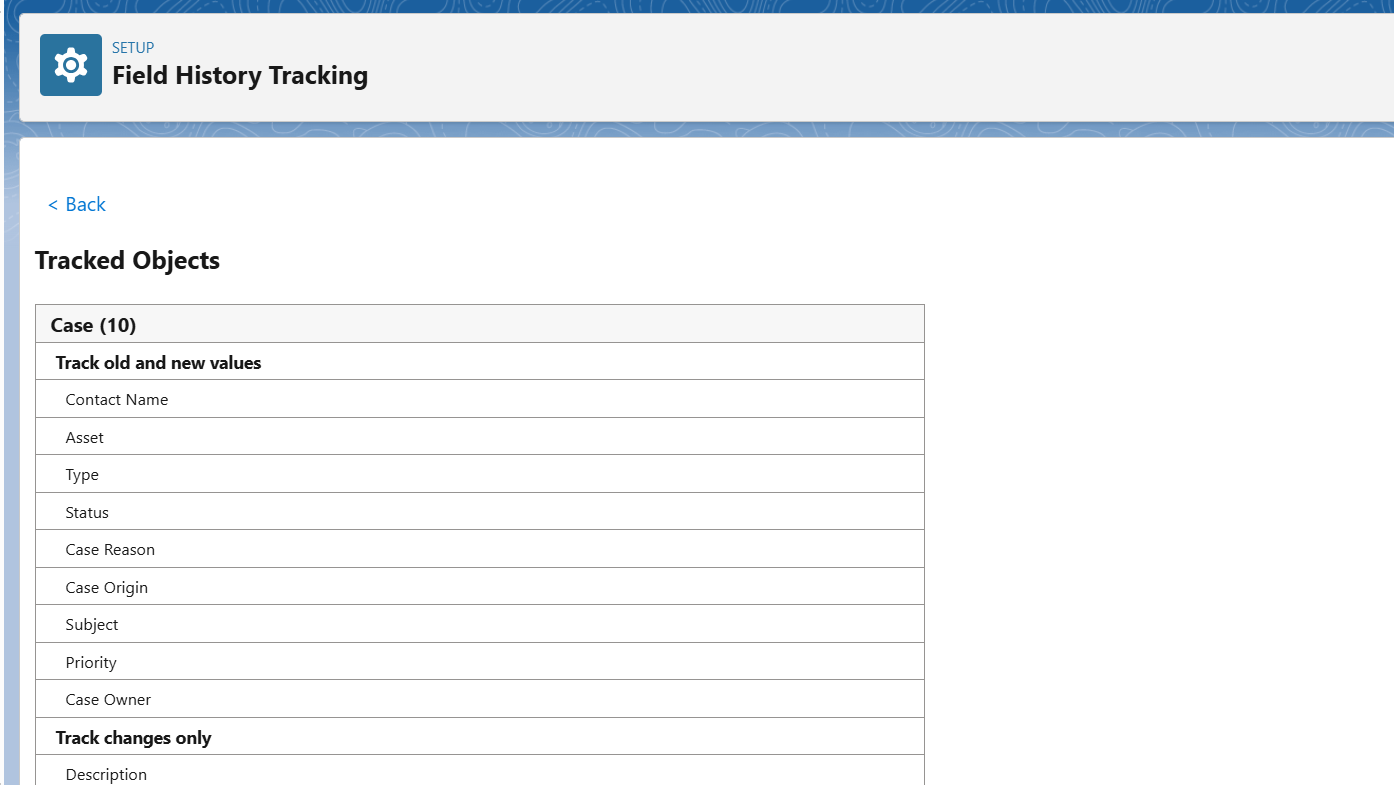 SETUP
Field History Tracking
< Back
Tracked Objects
Case (10)
Track old and new values
Contact Name
Asset
Type
Status
Case Reason
Case Origin
Subject
Priority
Case Owner
Track changes only
Description